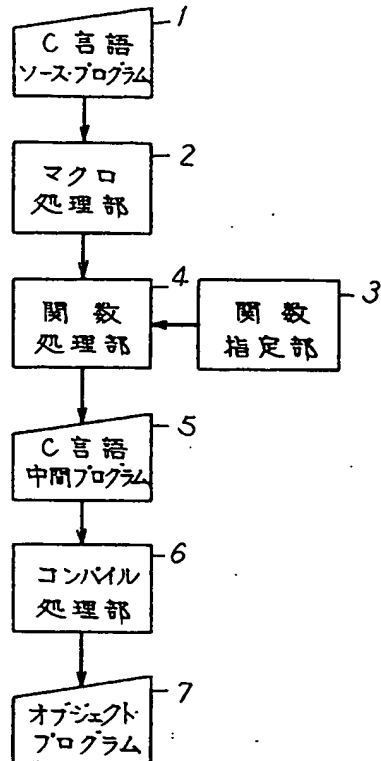 1
C 言語
ソース・プログラム
2
マクロ
処理部
4
関数
処理部
3
関数
指定部
5
C 言語
中間プログラム
6
コンパイル
処理部
7
オブジェクト・
プログラム